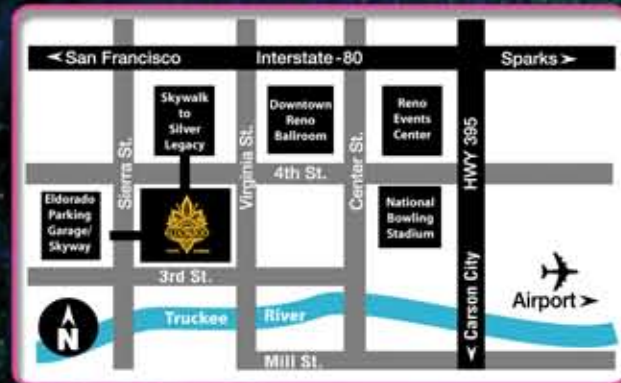 < San Francisco
Interstate-80
Sparks >
Skywalk
to
Silver
Legacy
Downtown
Reno
Ballroom
Reno
Events
Center
Sierra St.
Virginia St.
Center St.
HWY 395
4th St.
Eldorado
Parking
Garage/
Skyway
ELDORADO
National
Bowling
Stadium
3rd St.
Airport >
N
Truckee
River
< Carson City
Mill St.